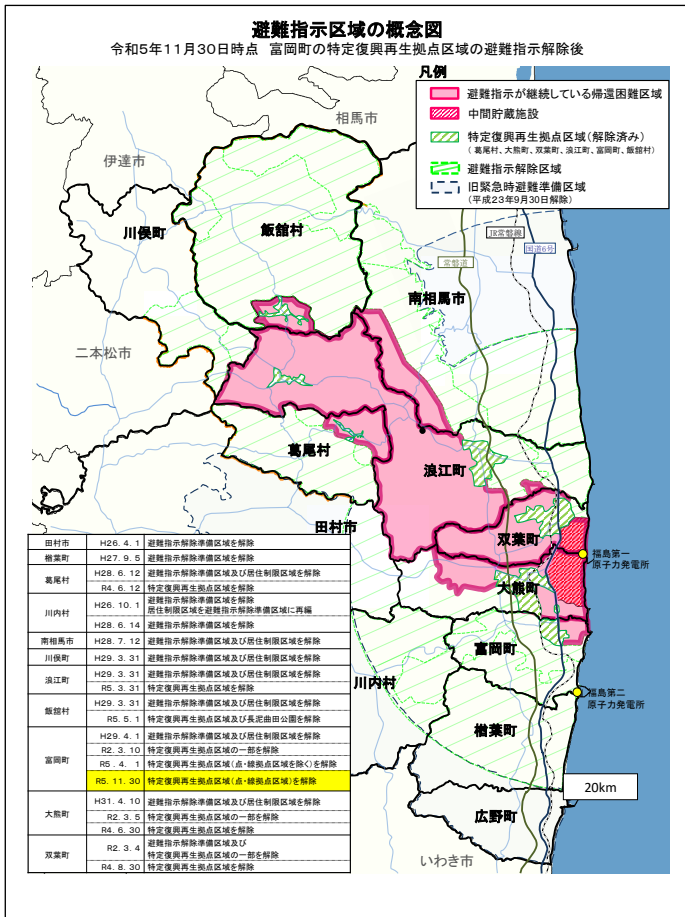 避難指示区域の概念図
令和5年11月30日時点 富岡町の特定復興再生拠点区域の避難指示解除後
凡例
避難指示が継続している帰還困難区域
中間貯蔵施設
特定復興再生拠点区域(解除済み)
(葛尾村、大熊町、双葉町、浪江町、富岡町、飯舘村)
避難指示解除区域
旧緊急時避難準備区域
(平成23年9月30日解除)
相馬市
伊達市
川俣町
飯舘村
JR常磐線
国道6号
常磐道
南相馬市
二本松市
葛尾村
浪江町
田村市
双葉町
福島第一
原子力発電所
大熊町
富岡町
川内村
福島第二
原子力発電所
楢葉町
20km
広野町
いわき市
田村市 H26. 4. 1 避難指示解除準備区域を解除
楢葉町 H27. 9. 5 避難指示解除準備区域を解除
葛尾村 H28. 6. 12 避難指示解除準備区域及び居住制限区域を解除
R4. 6. 12 特定復興再生拠点区域を解除
川内村 H26. 10. 1 避難指示解除準備区域を解除
居住制限区域を避難指示解除準備区域に再編
H28. 6. 14 避難指示解除準備区域を解除
南相馬市 H28. 7. 12 避難指示解除準備区域及び居住制限区域を解除
川俣町 H29. 3. 31 避難指示解除準備区域及び居住制限区域を解除
浪江町 H29. 3. 31 避難指示解除準備区域及び居住制限区域を解除
R5. 3. 31 特定復興再生拠点区域を解除
飯舘村 H29. 3. 31 避難指示解除準備区域及び居住制限区域を解除
R5. 5. 1 特定復興再生拠点区域及び長泥曲田公園を解除
富岡町 H29. 4. 1 避難指示解除準備区域及び居住制限区域を解除
R2. 3. 10 特定復興再生拠点区域の一部を解除
R5. 4. 1 特定復興再生拠点区域(点・線拠点区域を除く)を解除
R5. 11. 30 特定復興再生拠点区域(点・線拠点区域)を解除
大熊町 H31. 4. 10 避難指示解除準備区域及び居住制限区域を解除
R2. 3. 5 特定復興再生拠点区域の一部を解除
R4. 6. 30 特定復興再生拠点区域を解除
双葉町 R2. 3. 4 避難指示解除準備区域及び
特定復興再生拠点区域の一部を解除
R4. 8. 30 特定復興再生拠点区域を解除